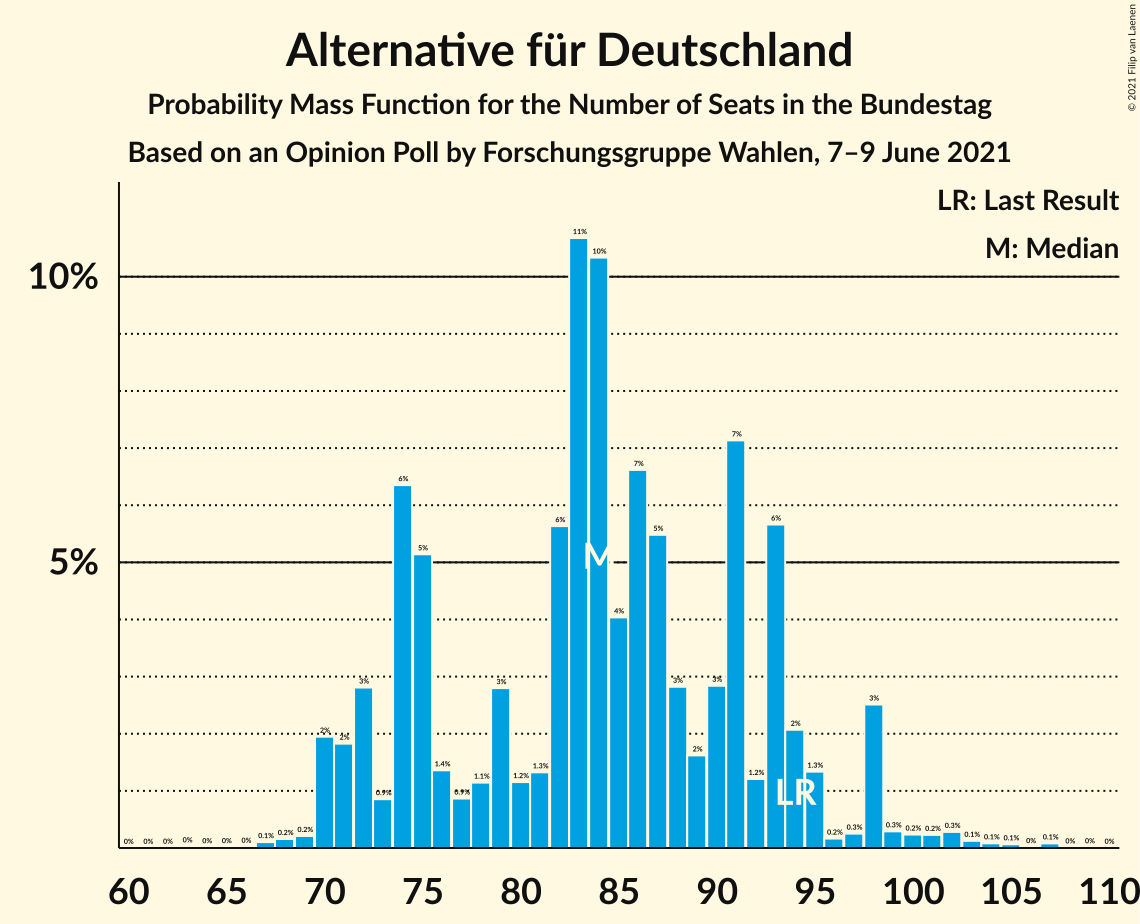 Alternative für Deutschland
Probability Mass Function for the Number of Seats in the Bundestag
Based on an Opinion Poll by Forschungsgruppe Wahlen, 7–9 June 2021
© 2021 Filip van Laenen
LR: Last Result
M: Median
10%
5%
0% 0% 0% 0% 0% 0% 0% 0.1% 0.2% 0.2% 2% 2% 3% 0.9% 6% 5% 1.4% 0.9% 1.1% 3% 1.2% 1.3% 6% 11% 10% 4% 7% 5% 3% 2% 3% 7% 1.2% 6% 2% 1.3% 0.2% 0.3% 3% 0.3% 0.2% 0.2% 0.3% 0.1% 0.1% 0.1% 0% 0.1% 0% 0% 0%
M
LR
60 65 70 75 80 85 90 95 100 105 110